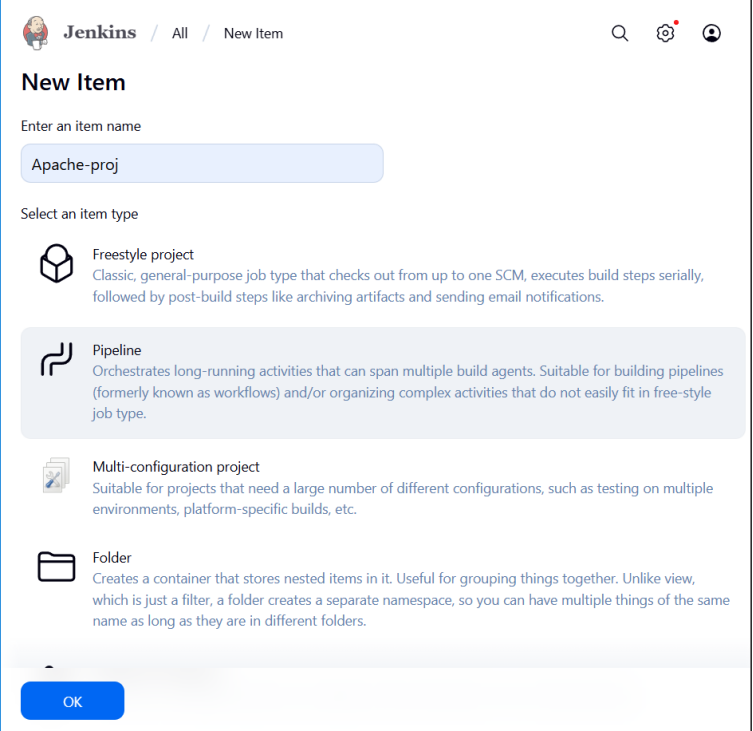 Jenkins / All / New Item
New Item
Enter an item name
Apache-proj
Select an item type
Freestyle project
Classic, general-purpose job type that checks out from up to one SCM, executes build steps serially,
followed by post-build steps like archiving artifacts and sending email notifications.
Pipeline
Orchestrates long-running activities that can span multiple build agents. Suitable for building pipelines
(formerly known as workflows) and/or organizing complex activities that do not easily fit in free-style
job type.
Multi-configuration project
Suitable for projects that need a large number of different configurations, such as testing on multiple
environments, platform-specific builds, etc.
Folder
Creates a container that stores nested items in it. Useful for grouping things together. Unlike view,
which is just a filter, a folder creates a separate namespace, so you can have multiple things of the same
name as long as they are in different folders.
OK